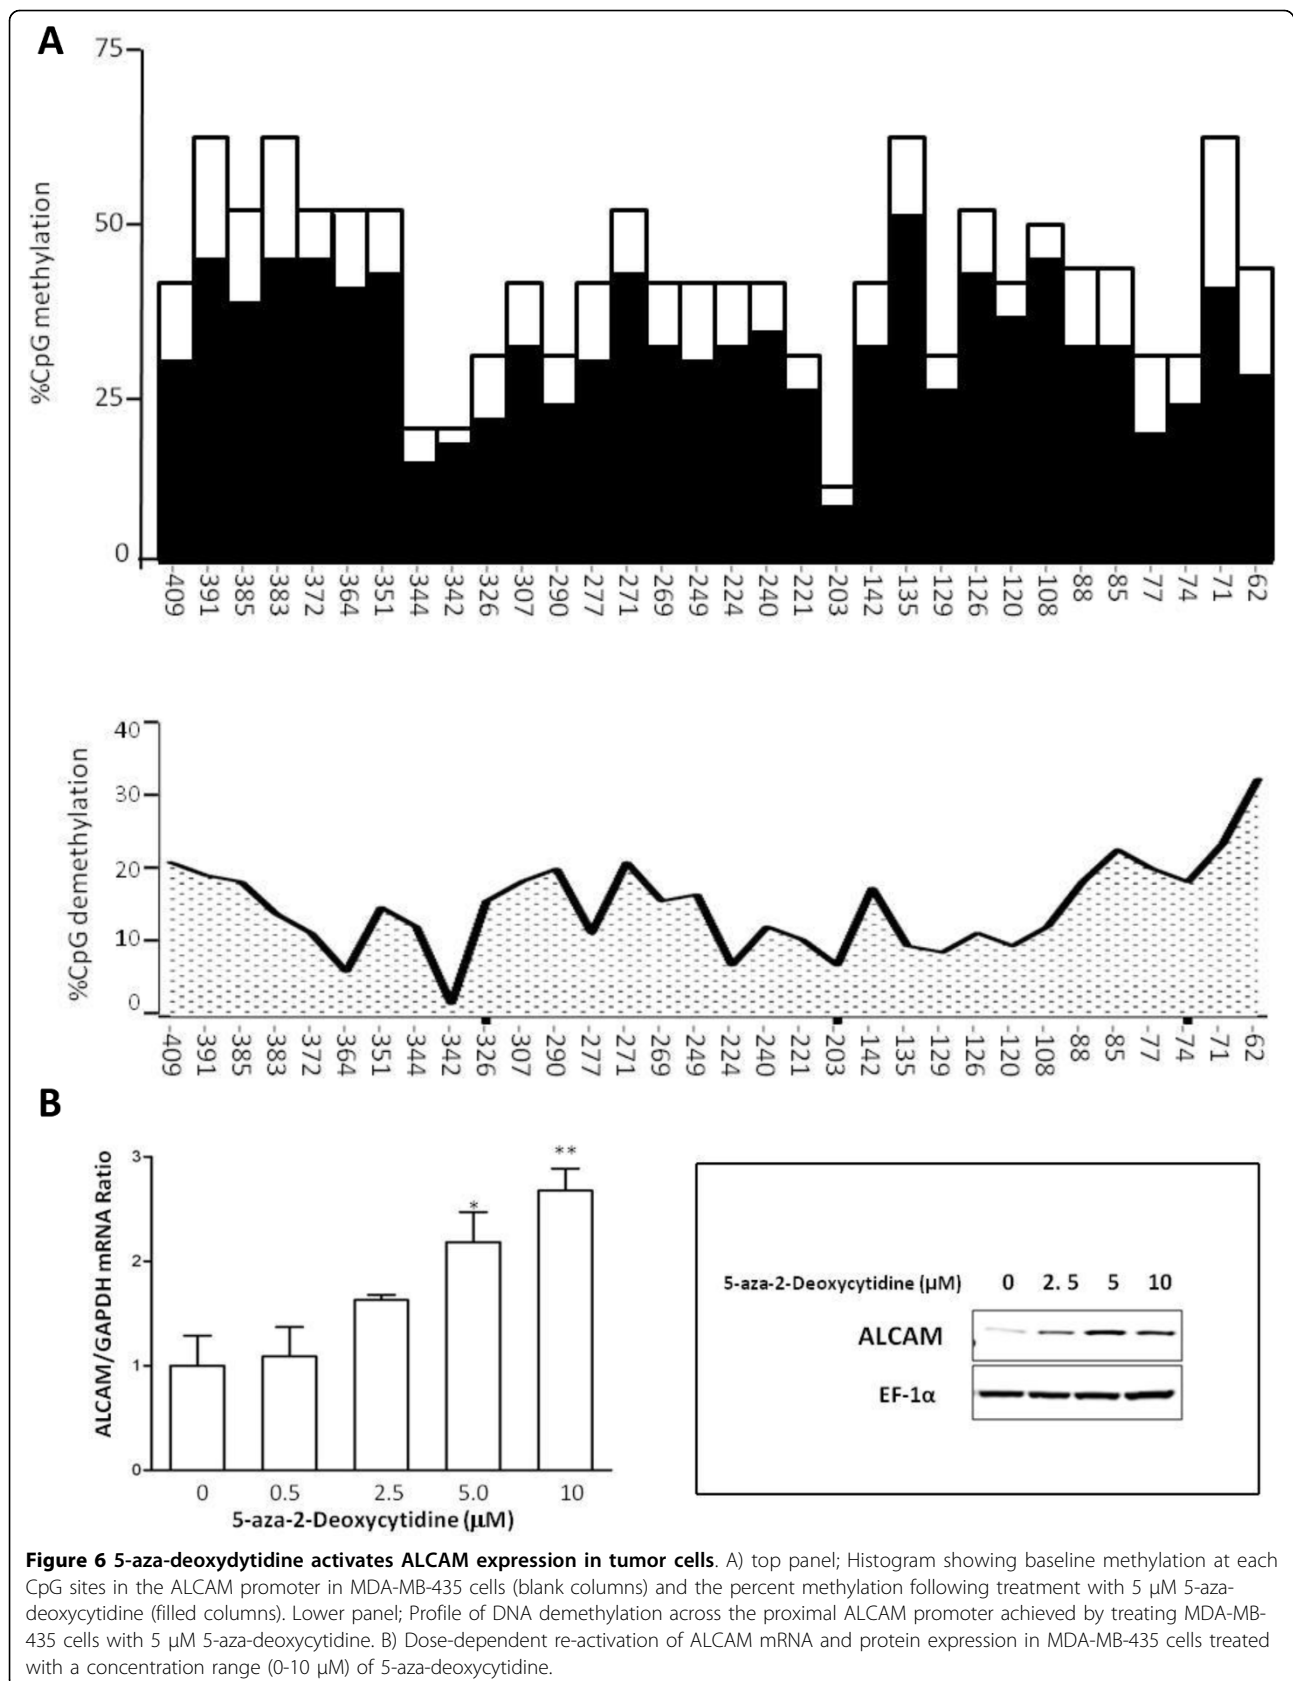 A
75
50
25
0
%CpG methylation
-409 -391 -385 -383 -372 -364 -351 -344 -342 -326 -307 -290 -277 -271 -269 -249 -224 -240 -221 -203 -142 -135 -129 -126 -120 -108 -88 -85 -77 -74 -71 -62
40
30
20
10
0
%CpG demethylation
-409 -391 -385 -383 -372 -364 -351 -344 -342 -326 -307 -290 -277 -271 -269 -249 -224 -240 -221 -203 -142 -135 -129 -126 -120 -108 -88 -85 -77 -74 -71 -62
B
3
2
1
0
ALCAM/GAPDH mRNA Ratio
*
**
0 0.5 2.5 5.0 10
5-aza-2-Deoxycytidine (µM)
5-aza-2-Deoxycytidine (µM) 0 2. 5 5 10
ALCAM
EF-1α
Figure 6 5-aza-deoxydytidine activates ALCAM expression in tumor cells. A) top panel; Histogram showing baseline methylation at each
CpG sites in the ALCAM promoter in MDA-MB-435 cells (blank columns) and the percent methylation following treatment with 5 µM 5-aza-
deoxycytidine (filled columns). Lower panel; Profile of DNA demethylation across the proximal ALCAM promoter achieved by treating MDA-MB-
435 cells with 5 µM 5-aza-deoxycytidine. B) Dose-dependent re-activation of ALCAM mRNA and protein expression in MDA-MB-435 cells treated
with a concentration range (0-10 µM) of 5-aza-deoxycytidine.